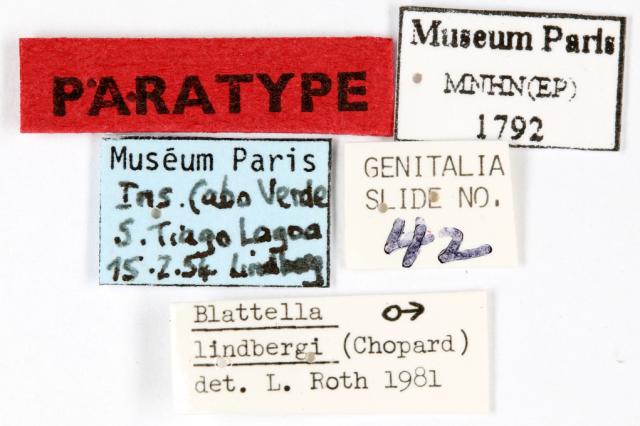 PARATYPE
Museum Paris
MNHN(EP)
1792
Muséum Paris
Ins. Cabo Verde
S. Tiago Lagoa
15.2.54 Lindberg
GENITALIA
SLIDE NO.
42
Blattella ♂
lindbergi (Chopard)
det. L. Roth 1981